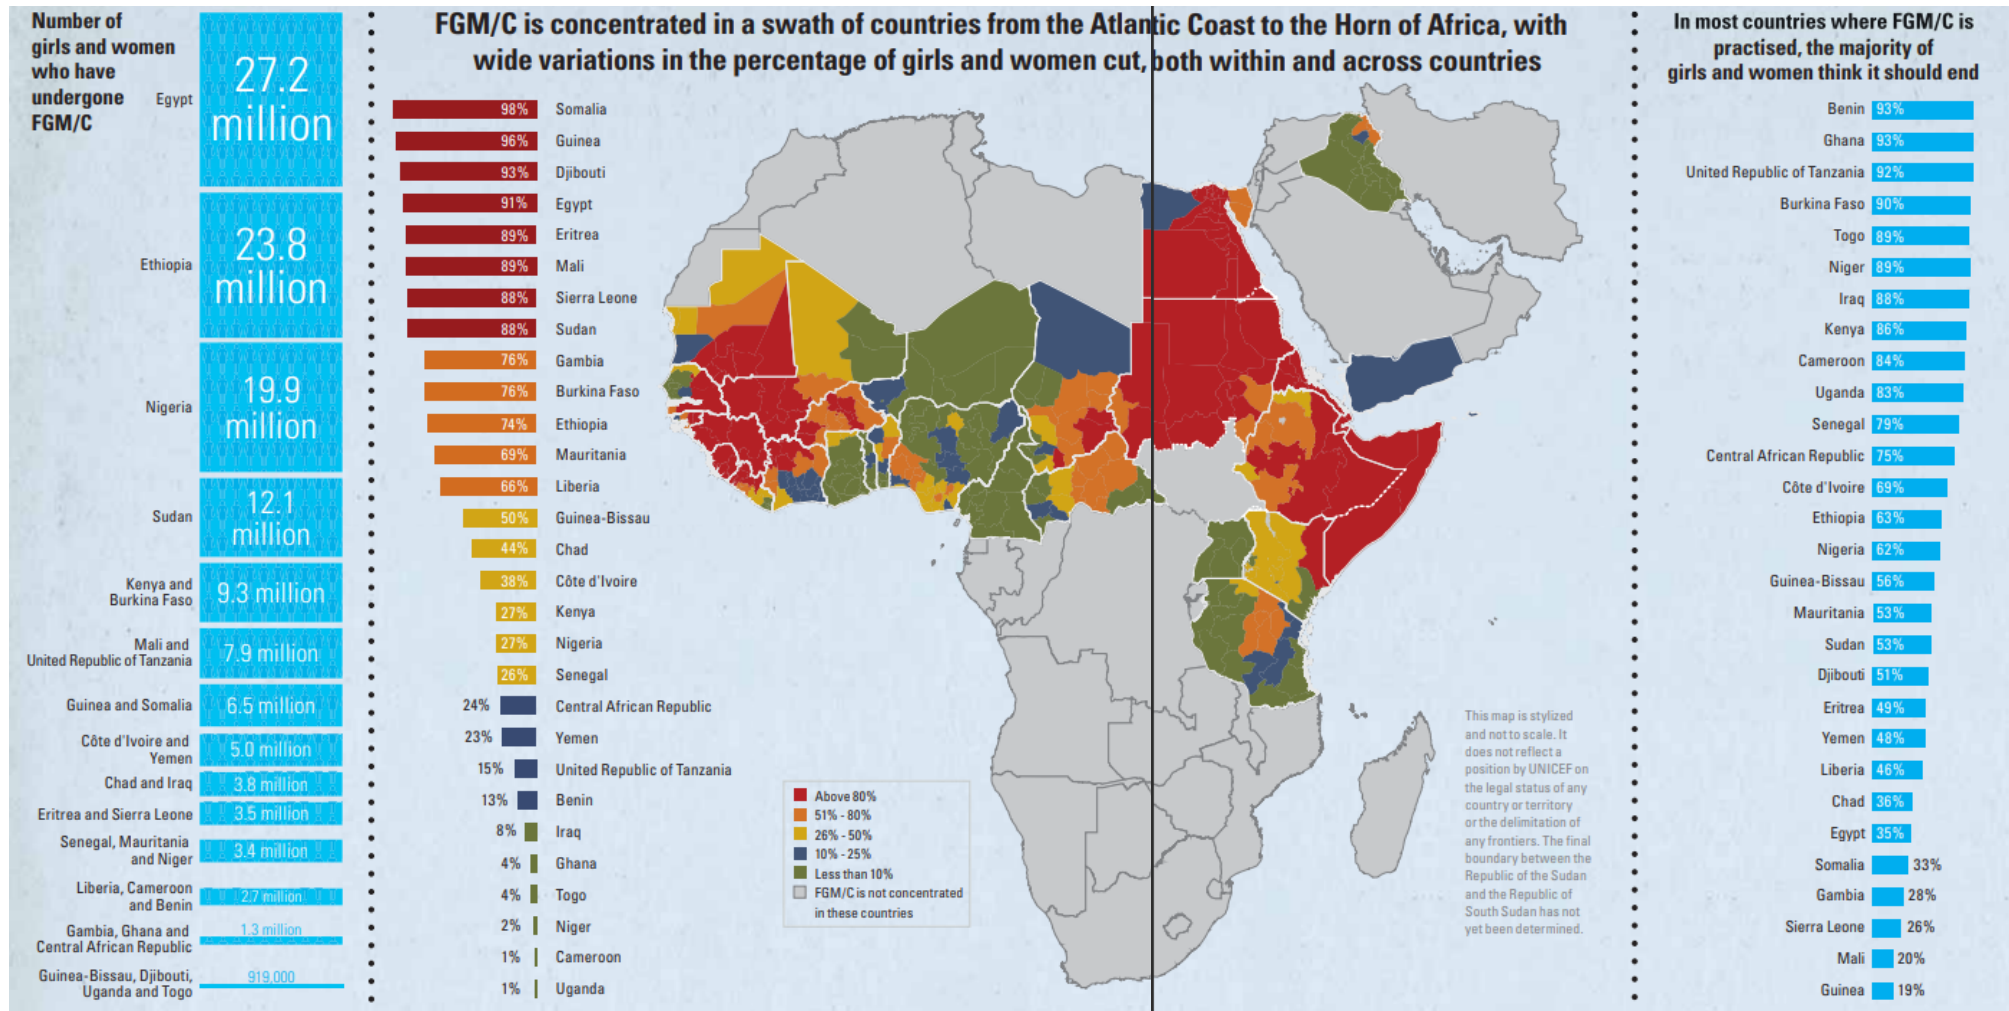 Number of
girls and women
who have
undergone
FGM/C
Egypt
27.2
million
Ethiopia
23.8
million
Nigeria
19.9
million
Sudan
12.1
million
Kenya and
Burkina Faso
9.3 million
Mali and
United Republic of Tanzania
7.9 million
Guinea and Somalia
6.5 million
Côte d'Ivoire and
Yemen
5.0 million
Chad and Iraq
3.8 million
Eritrea and Sierra Leone
3.5 million
Senegal, Mauritania
and Niger
3.4 million
Liberia, Cameroon
and Benin
2.7 million
Gambia, Ghana and
Central African Republic
1.3 million
Guinea-Bissau, Djibouti,
Uganda and Togo
919,000
FGM/C is concentrated in a swath of countries from the Atlantic Coast to the Horn of Africa, with
wide variations in the percentage of girls and women cut, both within and across countries
98% Somalia
96% Guinea
93% Djibouti
91% Egypt
89% Eritrea
89% Mali
88% Sierra Leone
88% Sudan
76% Gambia
76% Burkina Faso
74% Ethiopia
69% Mauritania
66% Liberia
50% Guinea-Bissau
44% Chad
38% Côte d'Ivoire
27% Kenya
27% Nigeria
26% Senegal
24% Central African Republic
23% Yemen
15% United Republic of Tanzania
13% Benin
8% Iraq
4% Ghana
4% Togo
2% Niger
1% Cameroon
1% Uganda
Above 80%
51% - 80%
26% - 50%
10% - 25%
Less than 10%
FGM/C is not concentrated
in these countries
This map is stylized
and not to scale. It
does not reflect a
position by UNICEF on
the legal status of any
country or territory
or the delimitation of
any frontiers. The final
boundary between the
Republic of the Sudan
and the Republic of
South Sudan has not
yet been determined.
In most countries where FGM/C is
practised, the majority of
girls and women think it should end
Benin 93%
Ghana 93%
United Republic of Tanzania 92%
Burkina Faso 90%
Togo 89%
Niger 89%
Iraq 88%
Kenya 86%
Cameroon 84%
Uganda 83%
Senegal 79%
Central African Republic 75%
Côte d'Ivoire 69%
Ethiopia 63%
Nigeria 62%
Guinea-Bissau 56%
Mauritania 53%
Sudan 53%
Djibouti 51%
Eritrea 49%
Yemen 48%
Liberia 46%
Chad 36%
Egypt 35%
Somalia 33%
Gambia 28%
Sierra Leone 26%
Mali 20%
Guinea 19%